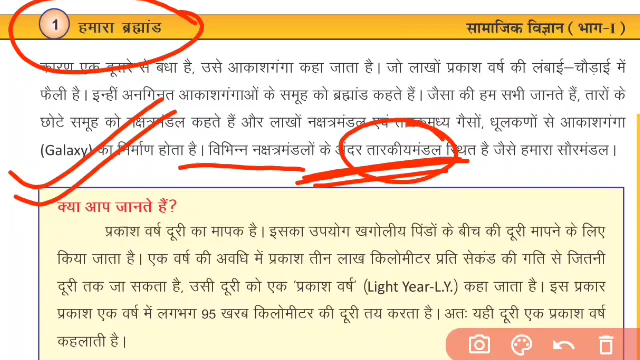 1 हमारा ब्रह्मांड सामाजिक विज्ञान ( भाग-I )
कारण एक दूसरे से बंधा है, उसे आकाशगंगा कहा जाता है। जो लाखों प्रकाश वर्ष की लंबाई–चौड़ाई में
फैली है। इन्हीं अनगिनत आकाशगंगाओं के समूह को ब्रह्मांड कहते हैं। जैसा की हम सभी जानते हैं, तारों के
छोटे समूह को नक्षत्रमंडल कहते हैं और लाखों नक्षत्रमंडल एवं तारकमध्य गैसों, धूलकणों से आकाशगंगा
(Galaxy) का निर्माण होता है। विभिन्न नक्षत्रमंडलों के अंदर तारकीयमंडल स्थित है जैसे हमारा सौरमंडल।
क्या आप जानते हैं?
प्रकाश वर्ष दूरी का मापक है। इसका उपयोग खगोलीय पिंडों के बीच की दूरी मापने के लिए
किया जाता है। एक वर्ष की अवधि में प्रकाश तीन लाख किलोमीटर प्रति सेकंड की गति से जितनी
दूरी तक जा सकता है, उसी दूरी को एक 'प्रकाश वर्ष' (Light Year-L.Y.) कहा जाता है। इस प्रकार
प्रकाश एक वर्ष में लगभग 95 खरब किलोमीटर की दूरी तय करता है। अतः यही दूरी एक प्रकाश वर्ष
कहलाती है।